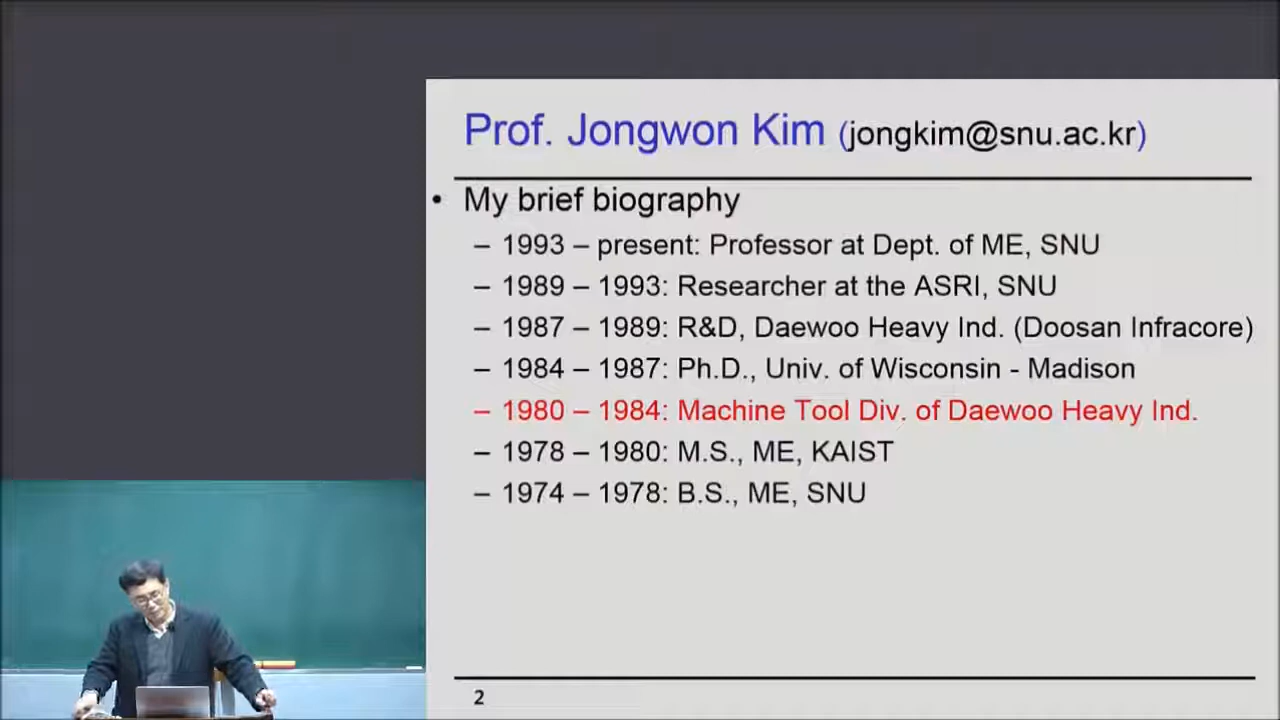 Prof. Jongwon Kim (jongkim@snu.ac.kr)
• My brief biography
– 1993 – present: Professor at Dept. of ME, SNU
– 1989 – 1993: Researcher at the ASRI, SNU
– 1987 – 1989: R&D, Daewoo Heavy Ind. (Doosan Infracore)
– 1984 – 1987: Ph.D., Univ. of Wisconsin - Madison
– 1980 – 1984: Machine Tool Div. of Daewoo Heavy Ind.
– 1978 – 1980: M.S., ME, KAIST
– 1974 – 1978: B.S., ME, SNU
2